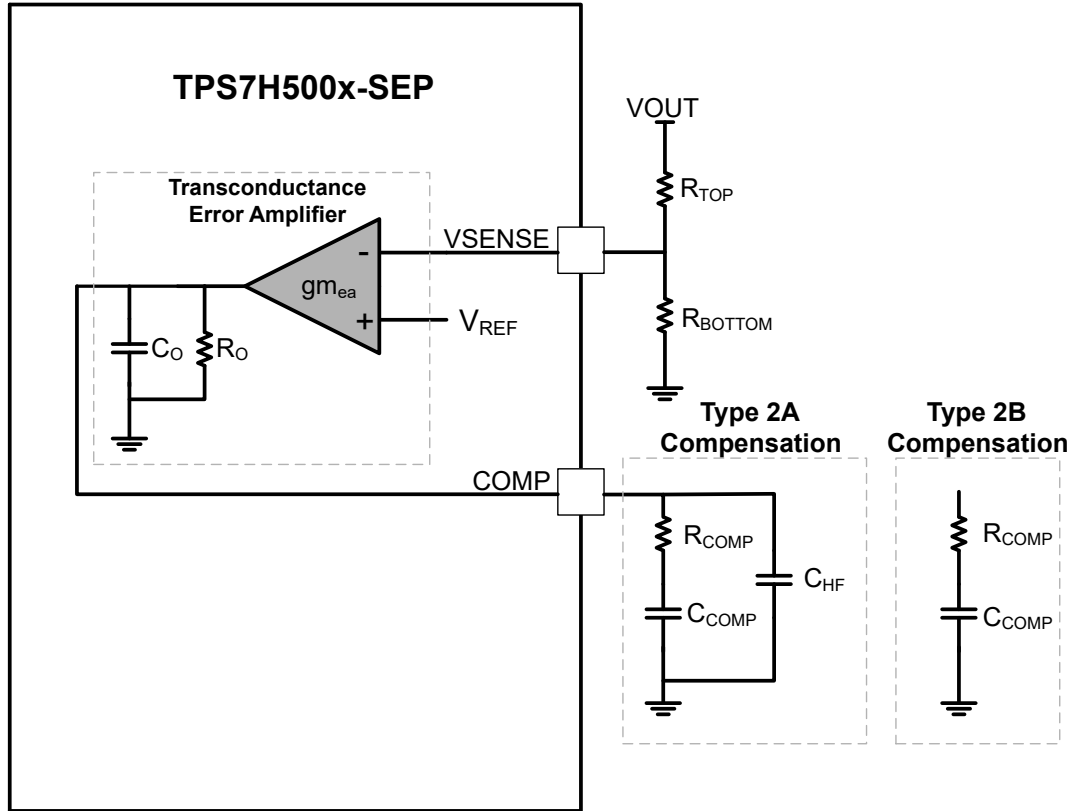 TPS7H500x-SEP
VOUT
R_TOP
Transconductance
Error Amplifier
VSENSE
-
gm_ea
+
V_REF
R_BOTTOM
C_O
R_O
Type 2A
Compensation
Type 2B
Compensation
COMP
R_COMP
C_HF
C_COMP
R_COMP
C_COMP